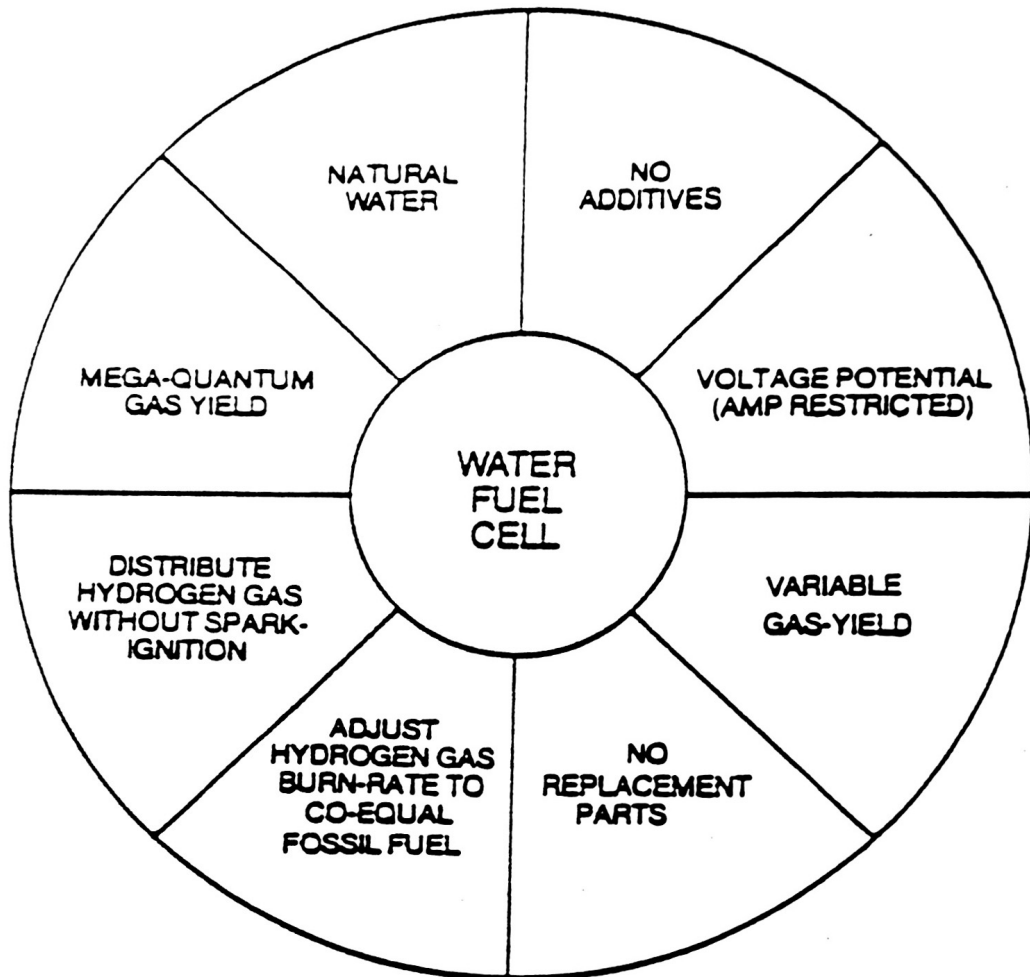 NATURAL
WATER
NO
ADDITIVES
VOLTAGE POTENTIAL
(AMP RESTRICTED)
VARIABLE
GAS-YIELD
NO
REPLACEMENT
PARTS
ADJUST
HYDROGEN GAS
BURN-RATE TO
CO-EQUAL
FOSSIL FUEL
DISTRIBUTE
HYDROGEN GAS
WITHOUT SPARK-
IGNITION
MEGA-QUANTUM
GAS YIELD
WATER
FUEL
CELL